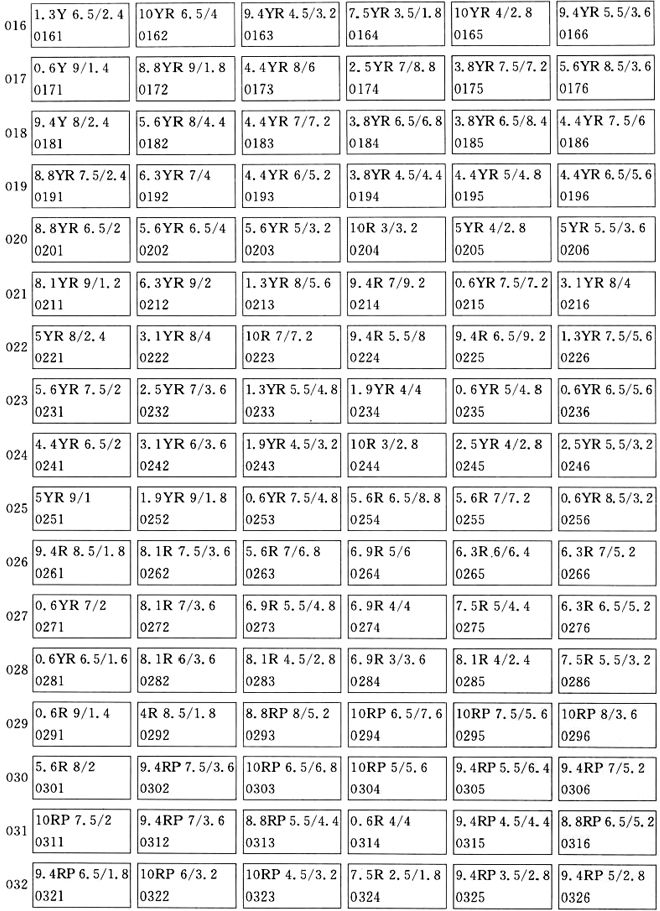 016 1.3Y 6.5/2.4 10YR 6.5/4 9.4YR 4.5/3.2 7.5YR 3.5/1.8 10YR 4/2.8 9.4YR 5.5/3.6
0161 0162 0163 0164 0165 0166
017 0.6Y 9/1.4 8.8YR 9/1.8 4.4YR 8/6 2.5YR 7/8.8 3.8YR 7.5/7.2 5.6YR 8.5/3.6
0171 0172 0173 0174 0175 0176
018 9.4Y 8/2.4 5.6YR 8/4.4 4.4YR 7/7.2 3.8YR 6.5/6.8 3.8YR 6.5/8.4 4.4YR 7.5/6
0181 0182 0183 0184 0185 0186
019 8.8YR 7.5/2.4 6.3YR 7/4 4.4YR 6/5.2 3.8YR 4.5/4.4 4.4YR 5/4.8 4.4YR 6.5/5.6
0191 0192 0193 0194 0195 0196
020 8.8YR 6.5/2 5.6YR 6.5/4 5.6YR 5/3.2 10R 3/3.2 5YR 4/2.8 5YR 5.5/3.6
0201 0202 0203 0204 0205 0206
021 8.1YR 9/1.2 6.3YR 9/2 1.3YR 8/5.6 9.4R 7/9.2 0.6YR 7.5/7.2 3.1YR 8/4
0211 0212 0213 0214 0215 0216
022 5YR 8/2.4 3.1YR 8/4 10R 7/7.2 9.4R 5.5/8 9.4R 6.5/9.2 1.3YR 7.5/5.6
0221 0222 0223 0224 0225 0226
023 5.6YR 7.5/2 2.5YR 7/3.6 1.3YR 5.5/4.8 1.9YR 4/4 0.6YR 5/4.8 0.6YR 6.5/5.6
0231 0232 0233 0234 0235 0236
024 4.4YR 6.5/2 3.1YR 6/3.6 1.9YR 4.5/3.2 10R 3/2.8 2.5YR 4/2.8 2.5YR 5.5/3.2
0241 0242 0243 0244 0245 0246
025 5YR 9/1 1.9YR 9/1.8 0.6YR 7.5/4.8 5.6R 6.5/8.8 5.6R 7/7.2 0.6YR 8.5/3.2
0251 0252 0253 0254 0255 0256
026 9.4R 8.5/1.8 8.1R 7.5/3.6 5.6R 7/6.8 6.9R 5/6 6.3R 6/6.4 6.3R 7/5.2
0261 0262 0263 0264 0265 0266
027 0.6YR 7/2 8.1R 7/3.6 6.9R 5.5/4.8 6.9R 4/4 7.5R 5/4.4 6.3R 6.5/5.2
0271 0272 0273 0274 0275 0276
028 0.6YR 6.5/1.6 8.1R 6/3.6 8.1R 4.5/2.8 6.9R 3/3.6 8.1R 4/2.4 7.5R 5.5/3.2
0281 0282 0283 0284 0285 0286
029 0.6R 9/1.4 4R 8.5/1.8 8.8RP 8/5.2 10RP 6.5/7.6 10RP 7.5/5.6 10RP 8/3.6
0291 0292 0293 0294 0295 0296
030 5.6R 8/2 9.4RP 7.5/3.6 10RP 6.5/6.8 10RP 5/5.6 9.4RP 5.5/6.4 9.4RP 7/5.2
0301 0302 0303 0304 0305 0306
031 10RP 7.5/2 9.4RP 7/3.6 8.8RP 5.5/4.4 0.6R 4/4 9.4RP 4.5/4.4 8.8RP 6.5/5.2
0311 0312 0313 0314 0315 0316
032 9.4RP 6.5/1.8 10RP 6/3.2 10RP 4.5/3.2 7.5R 2.5/1.8 9.4RP 3.5/2.8 9.4RP 5/2.8
0321 0322 0323 0324 0325 0326